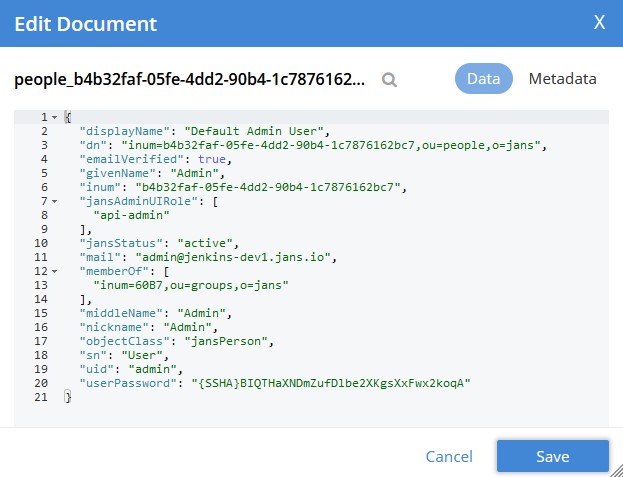 Edit Document X
people_b4b32faf-05fe-4dd2-90b4-1c7876162... Data Metadata
1 {
2 "displayName": "Default Admin User",
3 "dn": "inum=b4b32faf-05fe-4dd2-90b4-1c7876162bc7,ou=people,o=jans",
4 "emailVerified": true,
5 "givenName": "Admin",
6 "inum": "b4b32faf-05fe-4dd2-90b4-1c7876162bc7",
7 "jansAdminUIRole": [
8 "api-admin"
9 ],
10 "jansStatus": "active",
11 "mail": "admin@jenkins-dev1.jans.io",
12 "memberOf": [
13 "inum=60B7,ou=groups,o=jans"
14 ],
15 "middleName": "Admin",
16 "nickname": "Admin",
17 "objectClass": "jansPerson",
18 "sn": "User",
19 "uid": "admin",
20 "userPassword": "{SSHA}BIQTHaXNDmZufDlbe2XKgsXxFwx2koqA"
21 }
Cancel Save